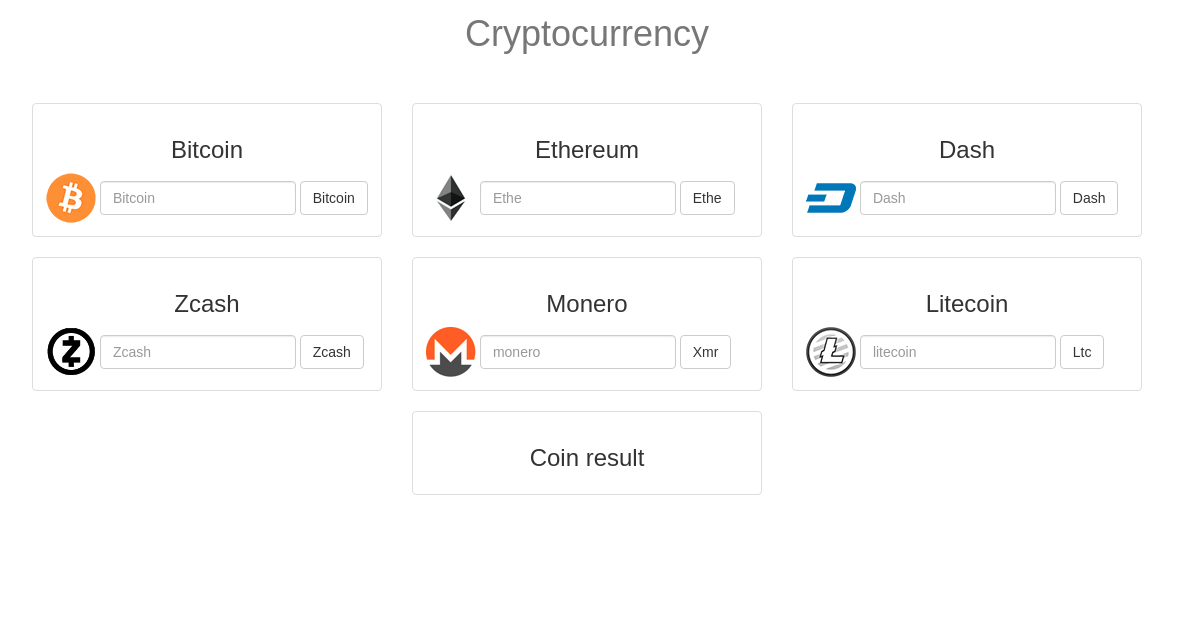 Cryptocurrency
Bitcoin
Bitcoin Bitcoin
Ethereum
Ethe Ethe
Dash
Dash Dash
Zcash
Zcash Zcash
Monero
monero Xmr
Litecoin
litecoin Ltc
Coin result